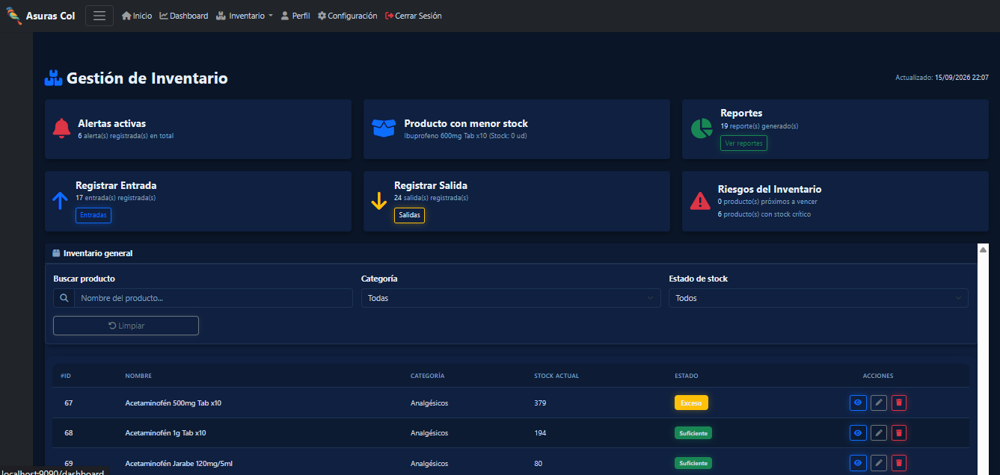 Asuras Col
Inicio
Dashboard
Inventario
Perfil
Configuración
Cerrar Sesión
Gestión de Inventario
Actualizado: 15/09/2026 22:07
Alertas activas
6 alerta(s) registrada(s) en total
Producto con menor stock
Ibuprofeno 600mg Tab x10 (Stock: 0 ud)
Reportes
19 reporte(s) generado(s)
Ver reportes
Registrar Entrada
17 entrada(s) registrada(s)
Entradas
Registrar Salida
24 salida(s) registrada(s)
Salidas
Riesgos del Inventario
0 producto(s) próximos a vencer
6 producto(s) con stock crítico
Inventario general
Buscar producto
Nombre del producto...
Categoría
Todas
Estado de stock
Todos
Limpiar
#ID NOMBRE CATEGORÍA STOCK ACTUAL ESTADO ACCIONES
67 Acetaminofén 500mg Tab x10 Analgésicos 379 Exceso
68 Acetaminofén 1g Tab x10 Analgésicos 194 Suficiente
69 Acetaminofén Jarabe 120mg/5ml Analgésicos 80 Suficiente
localhost:9090/dashboard